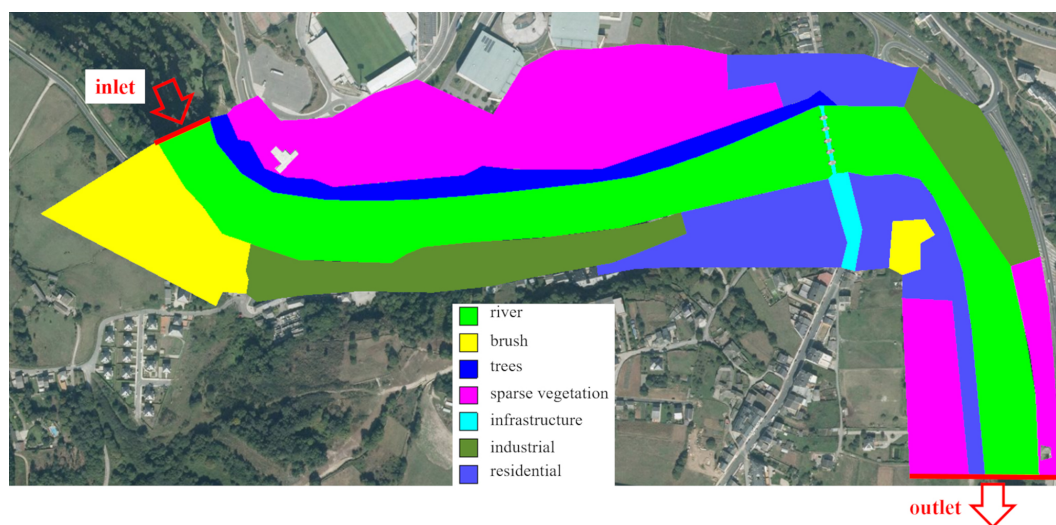 inlet
river
brush
trees
sparse vegetation
infrastructure
industrial
residential
outlet